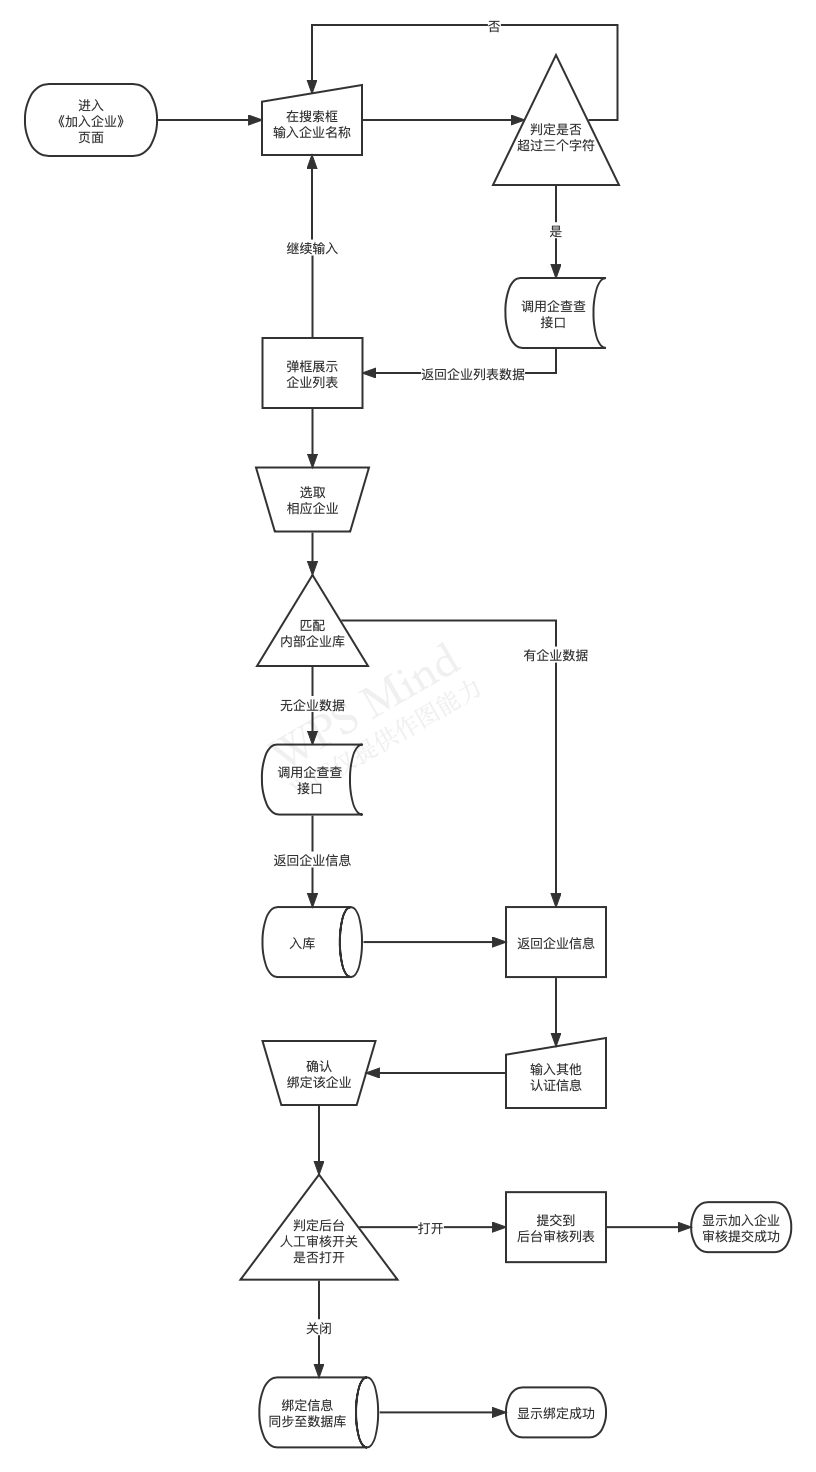 否
进入
《加入企业》
页面
在搜索框
输入企业名称
判定是否
超过三个字符
是
继续输入
调用企查查
接口
弹框展示
企业列表
返回企业列表数据
选取
相应企业
匹配
内部企业库
有企业数据
无企业数据
WPS Mind
仅提供作图能力
调用企查查
接口
返回企业信息
入库
返回企业信息
确认
绑定该企业
输入其他
认证信息
判定后台
人工审核开关
是否打开
打开
提交到
后台审核列表
显示加入企业
审核提交成功
关闭
绑定信息
同步至数据库
显示绑定成功